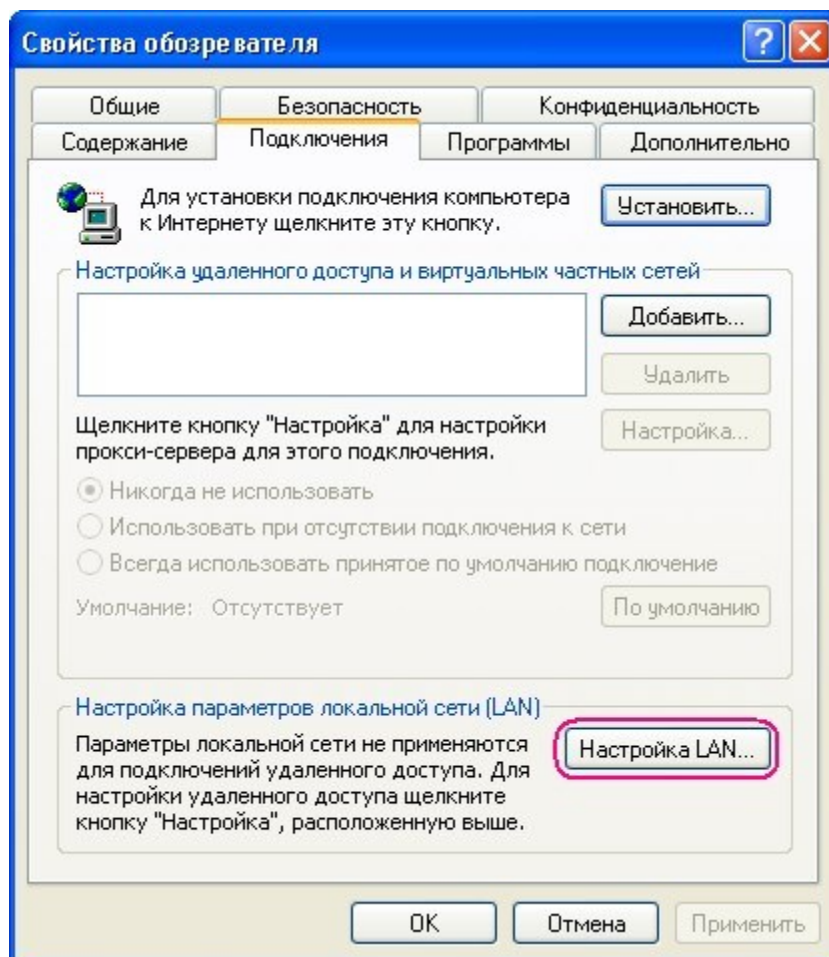 Свойства обозревателя
Общие Безопасность Конфиденциальность
Содержание Подключения Программы Дополнительно
Для установки подключения компьютера
к Интернету щелкните эту кнопку.
Установить...
Настройка удаленного доступа и виртуальных частных сетей
Добавить...
Удалить
Щелкните кнопку "Настройка" для настройки
прокси-сервера для этого подключения.
Настройка...
Никогда не использовать
Использовать при отсутствии подключения к сети
Всегда использовать принятое по умолчанию подключение
Умолчание: Отсутствует
По умолчанию
Настройка параметров локальной сети (LAN)
Параметры локальной сети не применяются
для подключений удаленного доступа. Для
настройки удаленного доступа щелкните
кнопку "Настройка", расположенную выше.
Настройка LAN...
OK Отмена Применить